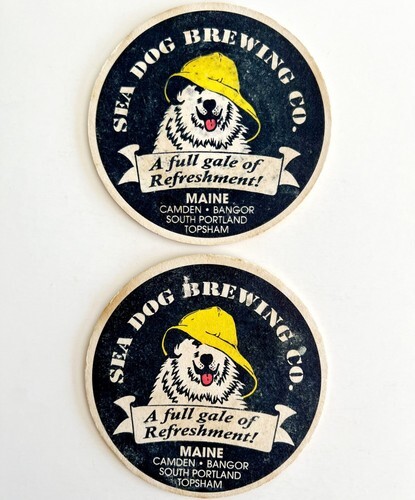 SEA DOG BREWING CO.
A full gale of
Refreshment!
MAINE
CAMDEN • BANGOR
SOUTH PORTLAND
TOPSHAM
SEA DOG BREWING CO.
A full gale of
Refreshment!
MAINE
CAMDEN • BANGOR
SOUTH PORTLAND
TOPSHAM